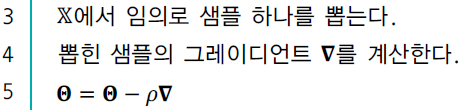 3 𝕏에서 임의로 샘플 하나를 뽑는다.
4 뽑힌 샘플의 그레이디언트 𝛁를 계산한다.
5 𝚯 = 𝚯 − 𝜌𝛁